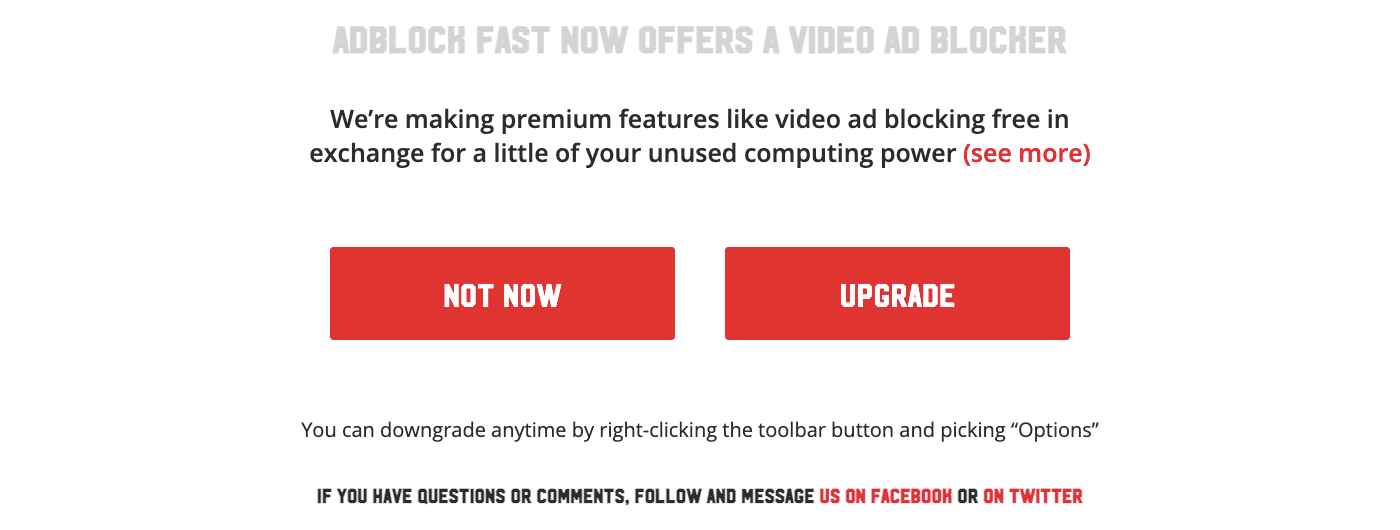 ADBLOCK FAST NOW OFFERS A VIDEO AD BLOCKER
We’re making premium features like video ad blocking free in
exchange for a little of your unused computing power (see more)
NOT NOW
UPGRADE
You can downgrade anytime by right-clicking the toolbar button and picking “Options”
IF YOU HAVE QUESTIONS OR COMMENTS, FOLLOW AND MESSAGE US ON FACEBOOK OR ON TWITTER